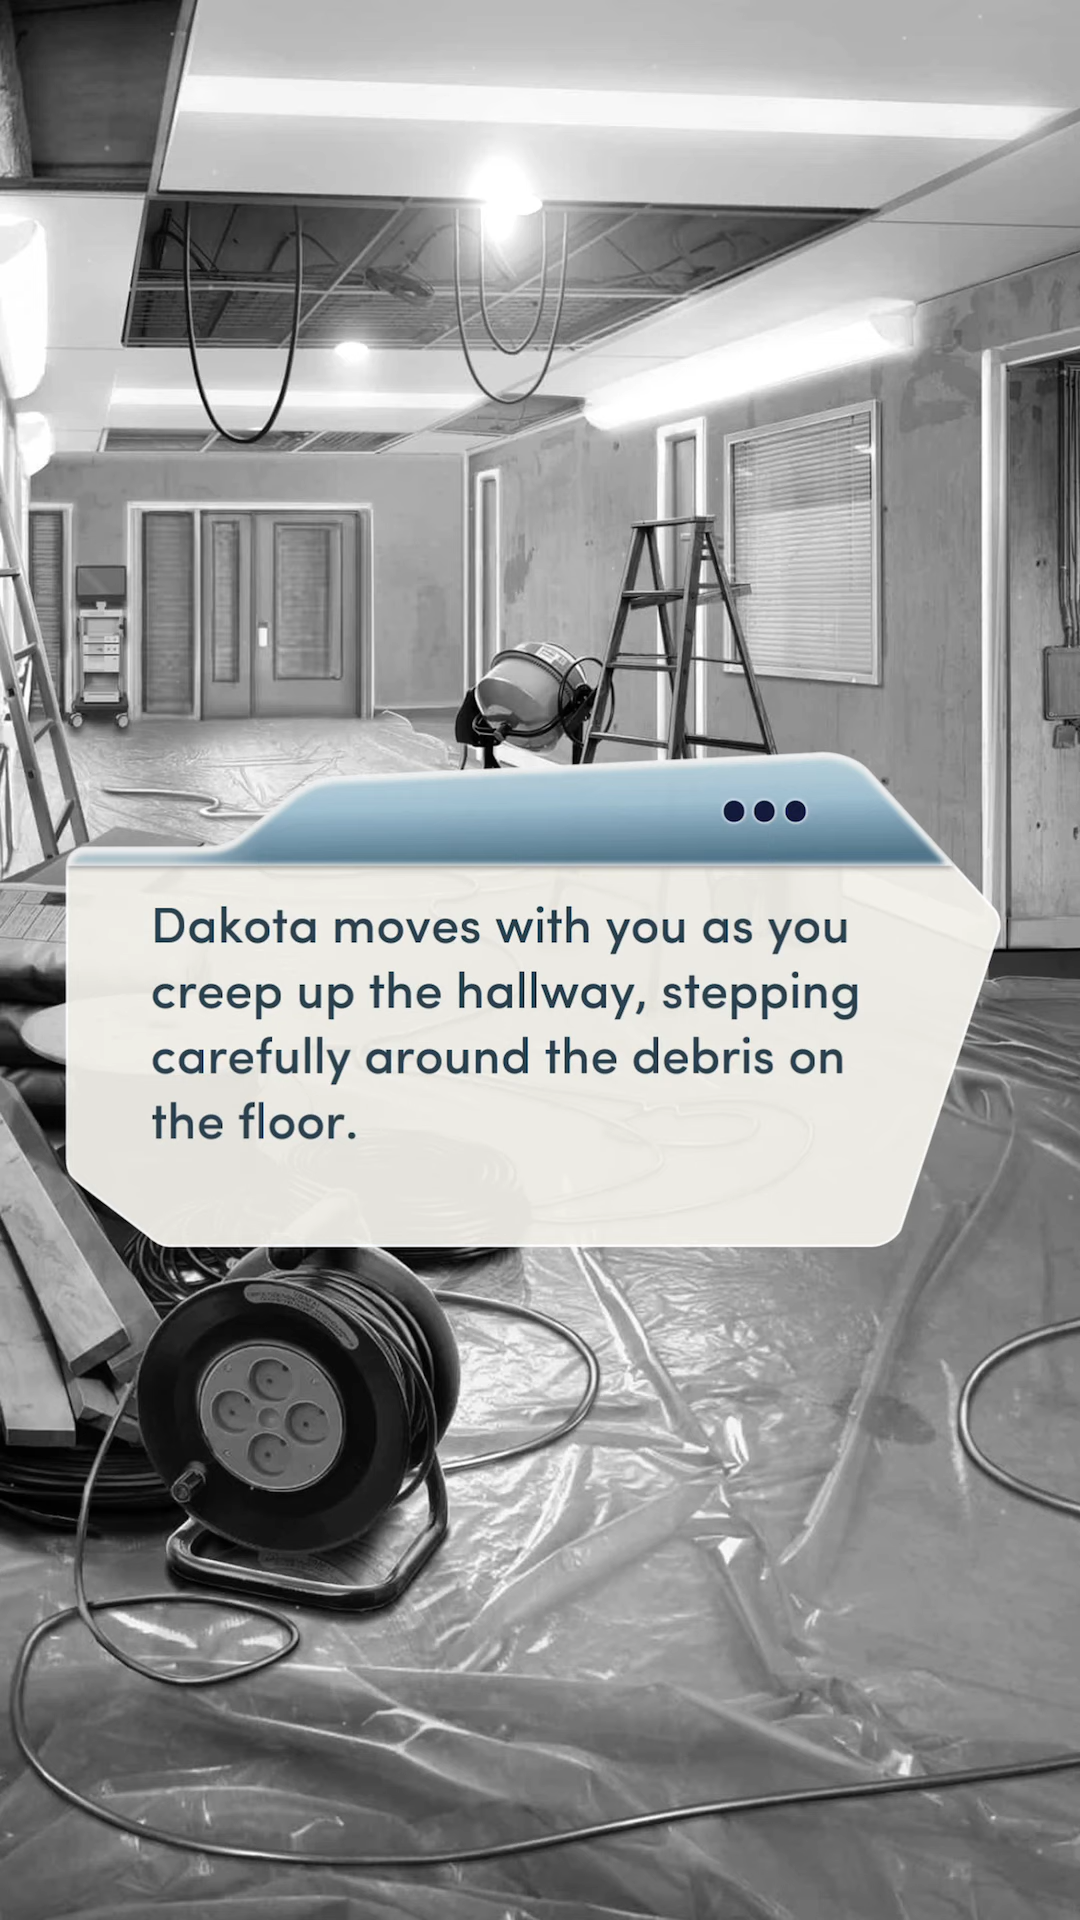 Dakota moves with you as you
creep up the hallway, stepping
carefully around the debris on
the floor.